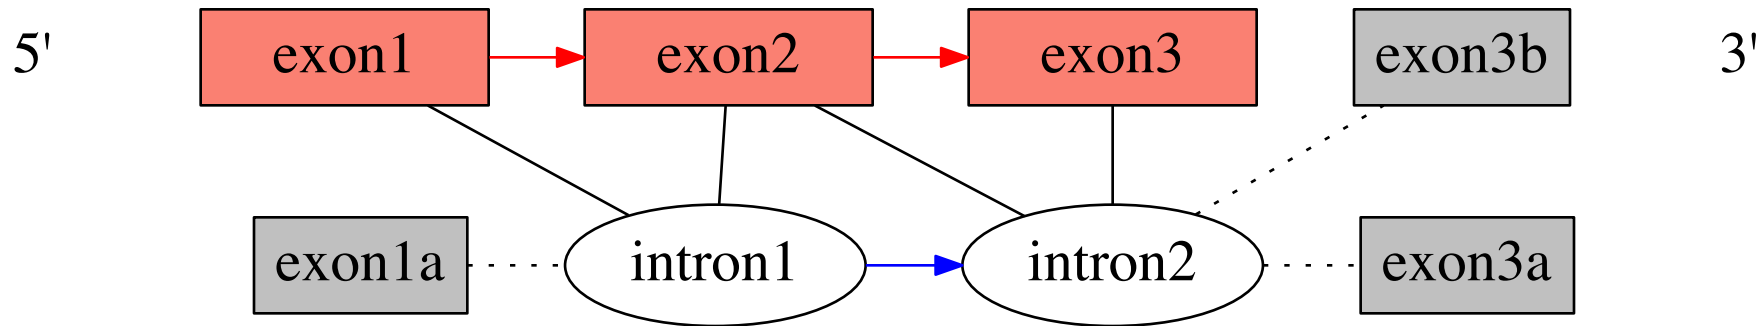 5' exon1 exon2 exon3 exon3b 3'
exon1a intron1 intron2 exon3a